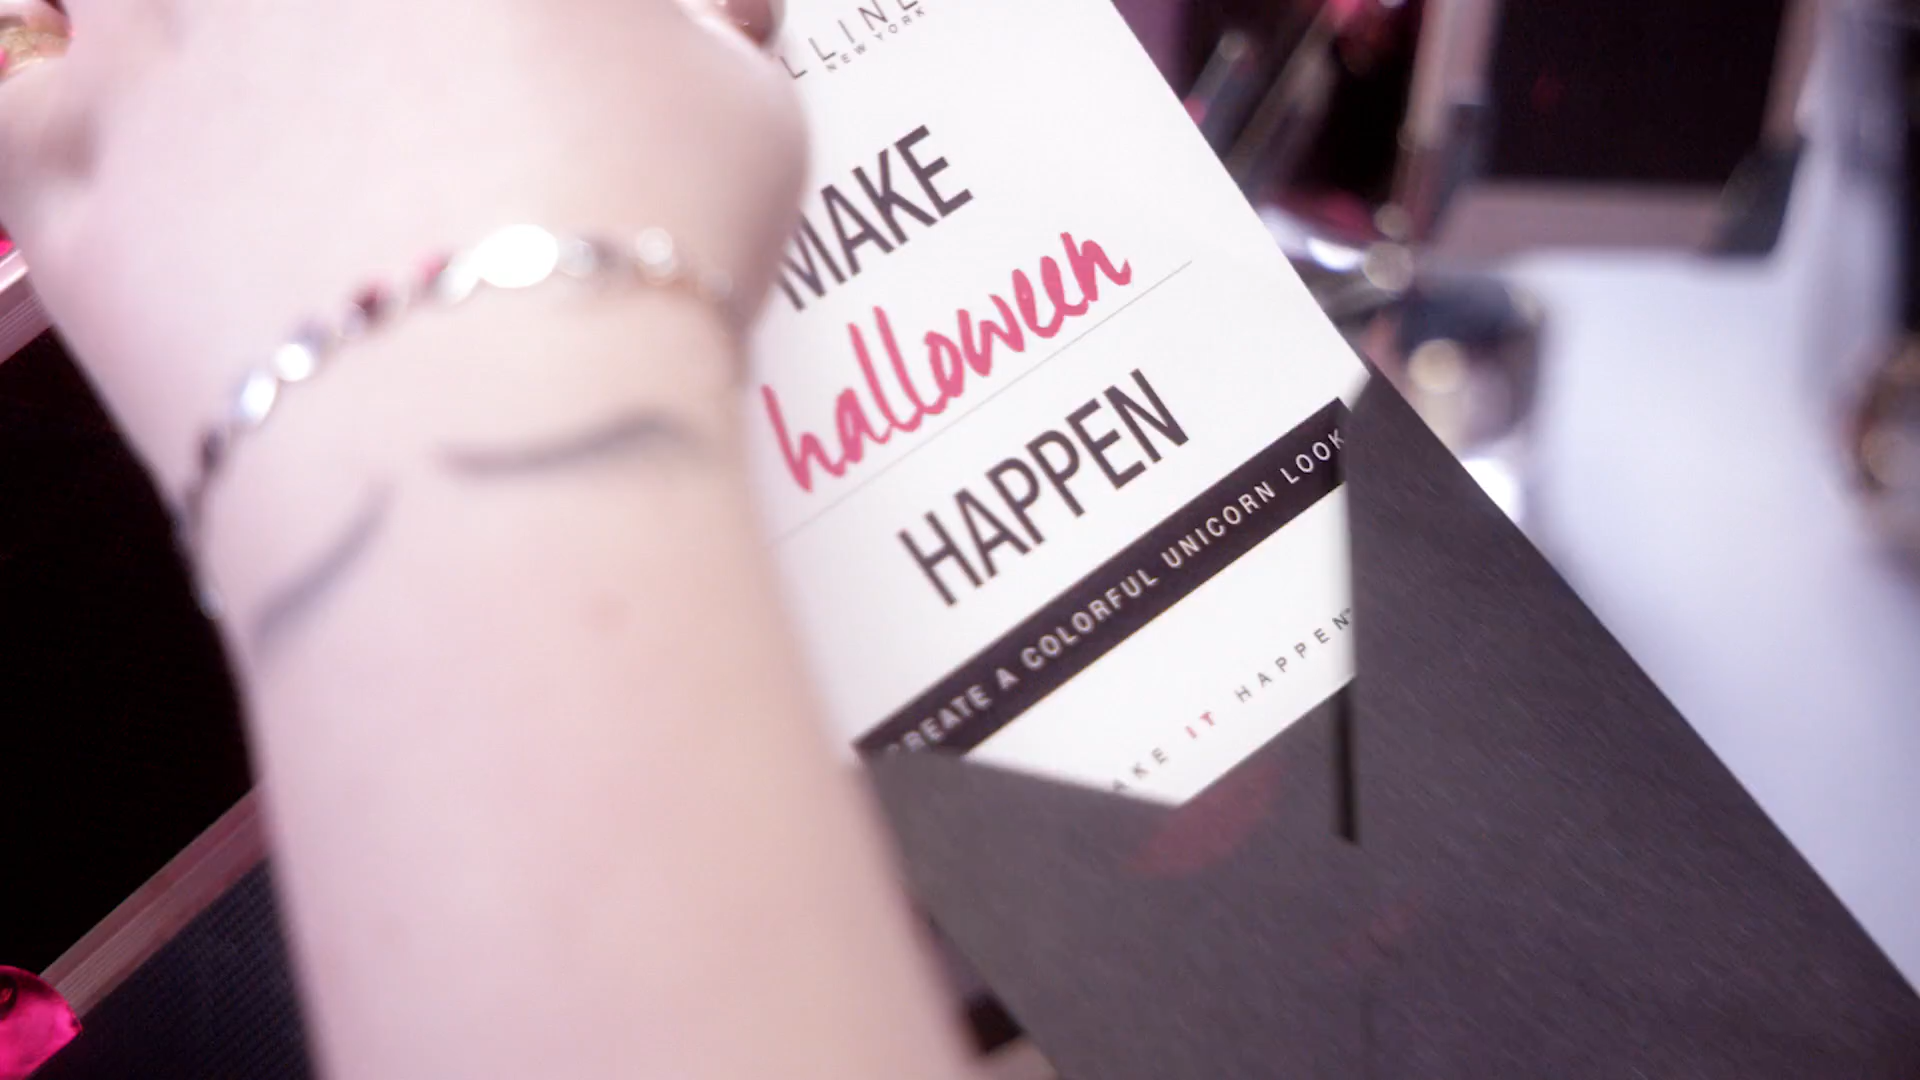 NEW YORK
MAKE
halloween
HAPPEN
CREATE A COLORFUL UNICORN LOOK
IT HAPPEN